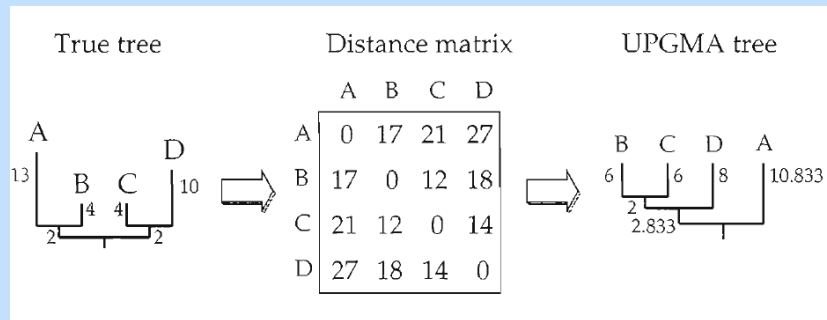 True tree
Distance matrix
UPGMA tree
A
D
13
B
C
10
4
4
2
2
A B C D
A 0 17 21 27
B 17 0 12 18
C 21 12 0 14
D 27 18 14 0
B C D A
6
6
8
10.833
2
2.833